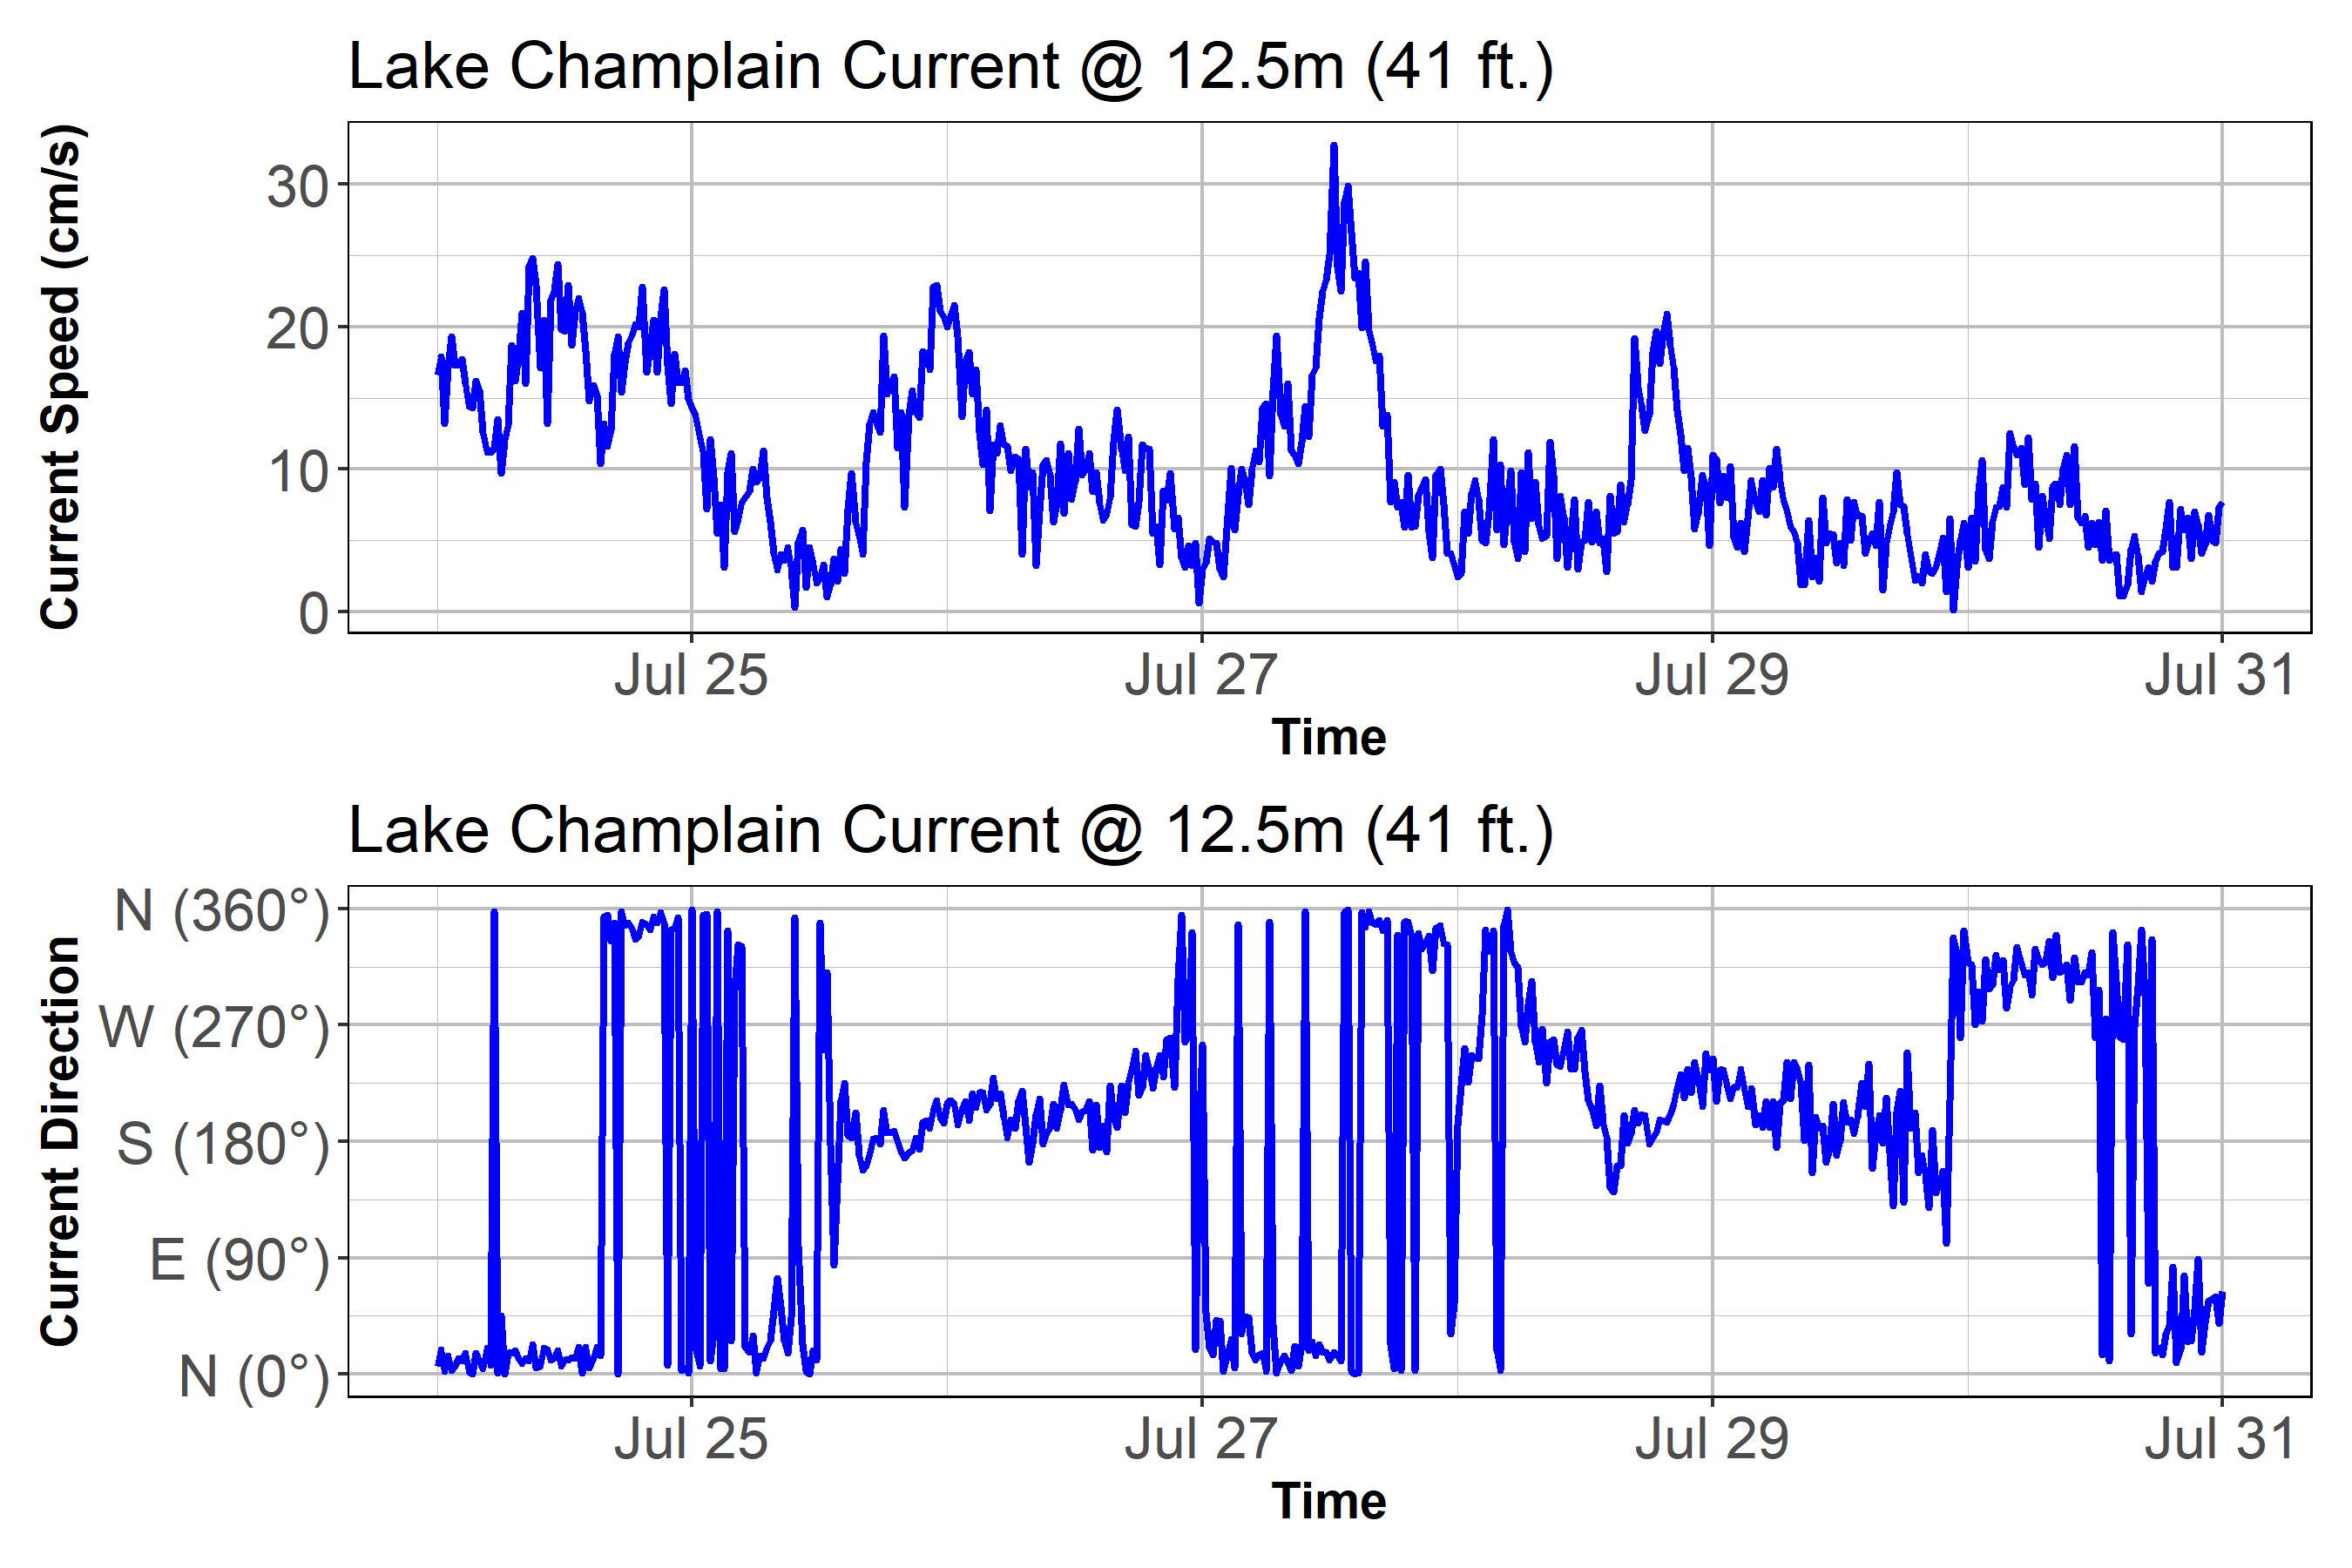 Lake Champlain Current @ 12.5m (41 ft.)
Current Speed (cm/s)
30
20
10
0
Jul 25 Jul 27 Jul 29 Jul 31
Time
Lake Champlain Current @ 12.5m (41 ft.)
Current Direction
N (360°)
W (270°)
S (180°)
E (90°)
N (0°)
Jul 25 Jul 27 Jul 29 Jul 31
Time